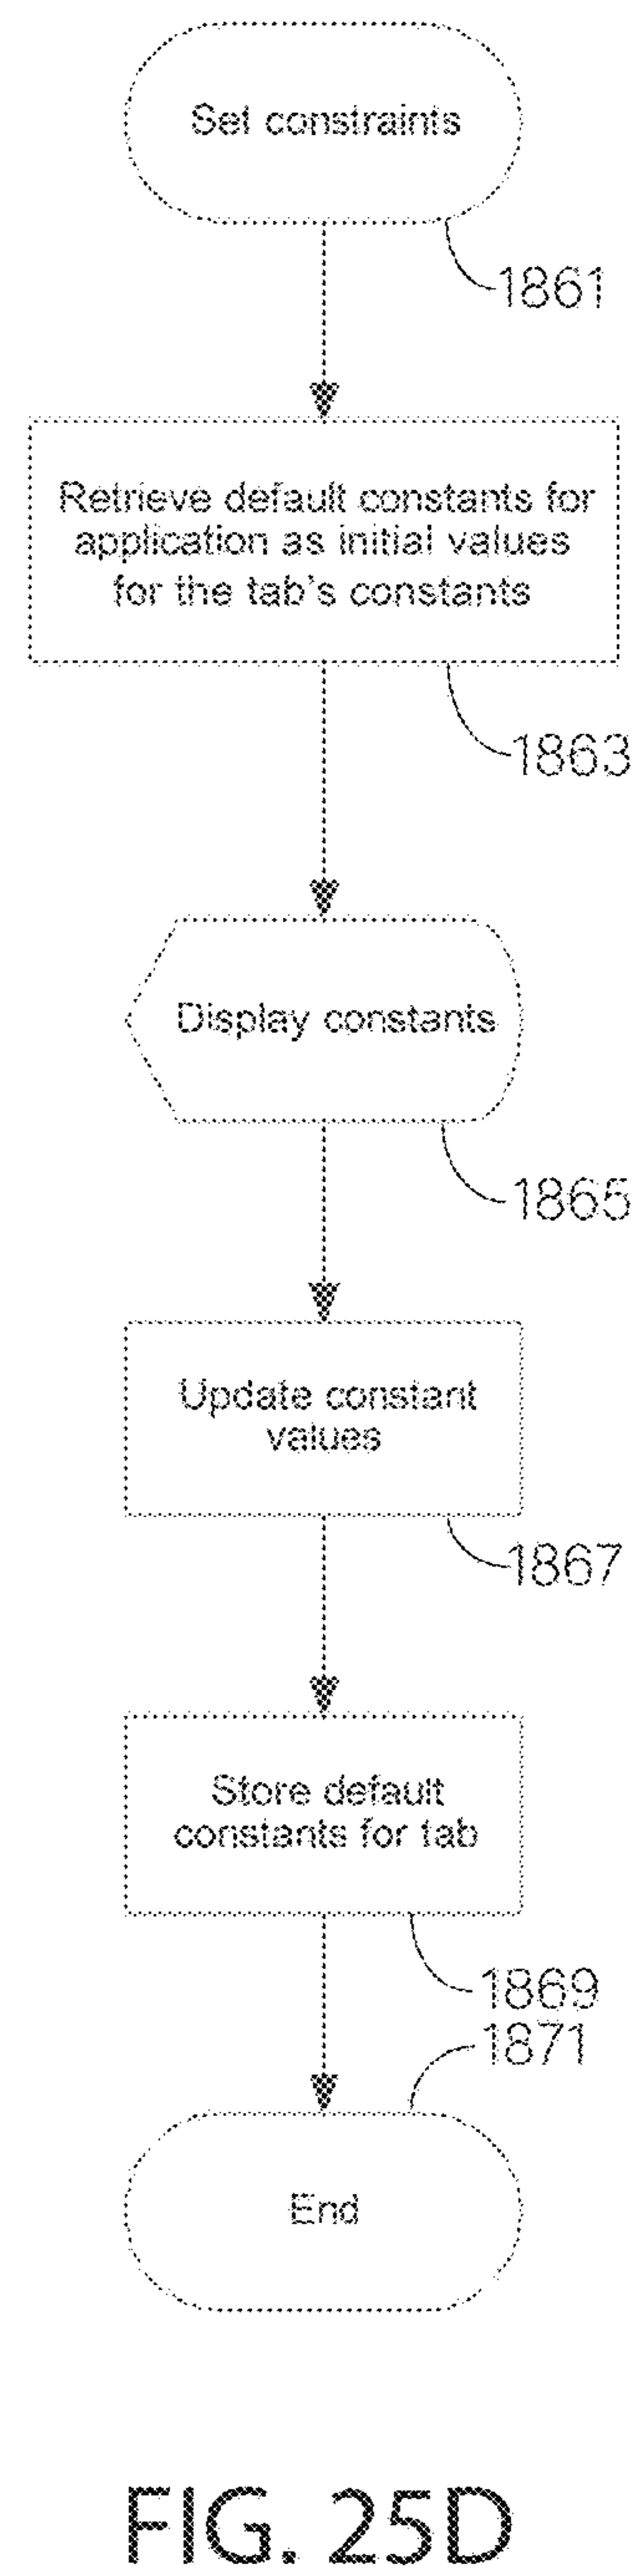 Set constraints
1861
Retrieve default constants for
application as initial values
for the tab's constants
1863
Display constants
1865
Update constant
values
1867
Store default
constants for tab
1869
1871
End
FIG. 25D